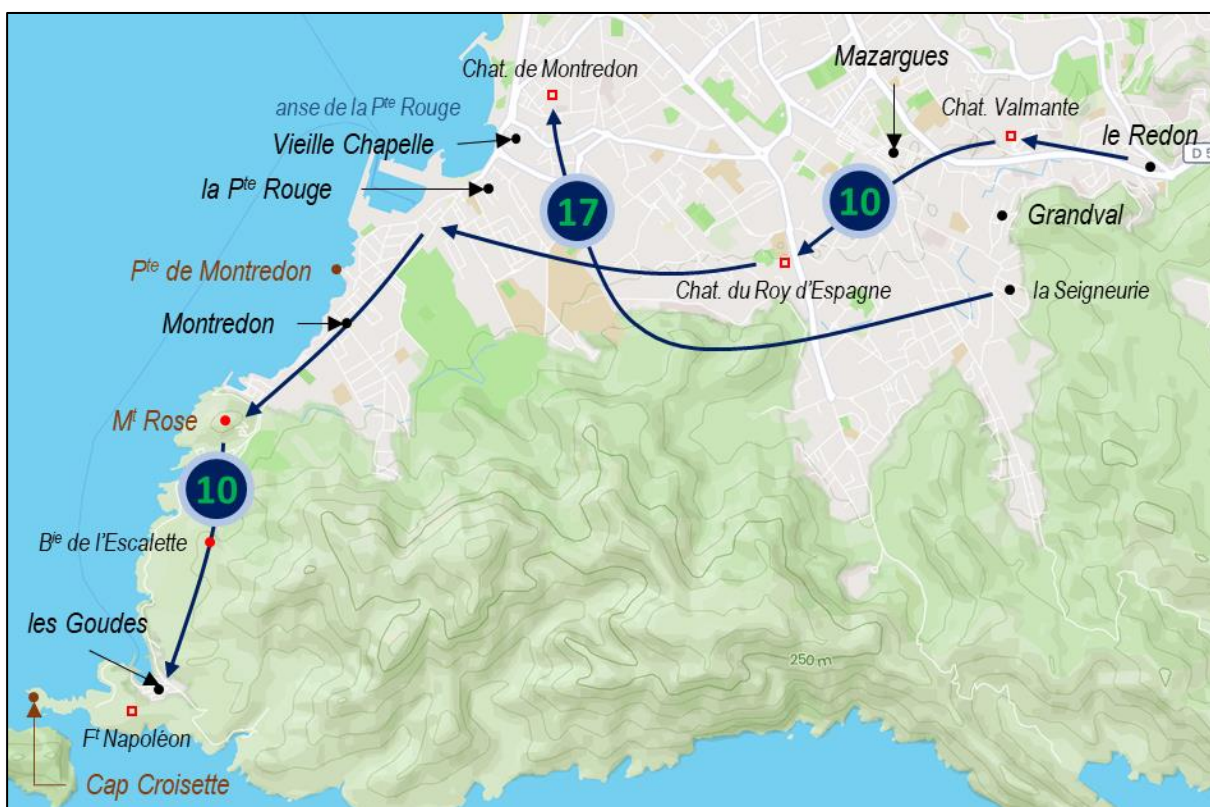 Chat. de Montredon
Mazargues
anse de la Pte Rouge
Chat. Valmante
Vieille Chapelle
le Redon
D 5
la Pte Rouge
17
10
Grandval
Pte de Montredon
Chat. du Roy d'Espagne
la Seigneurie
Montredon
Mt Rose
10
Bie de l'Escalette
les Goudes
250 m
Ft Napoléon
Cap Croisette